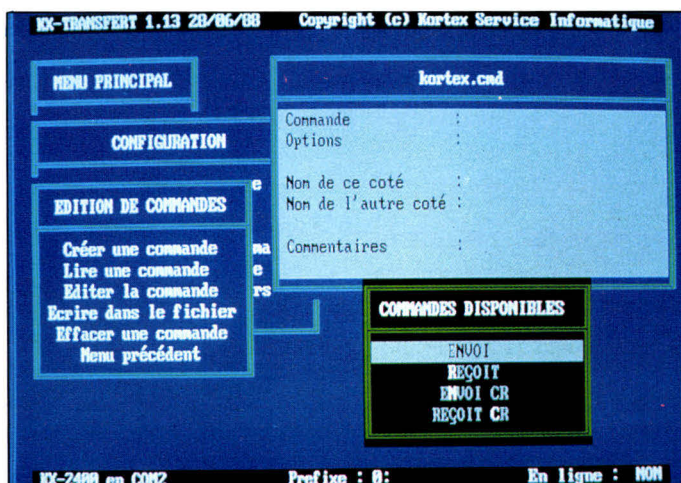 KX-TRANSFERT 1.13 28/06/88 Copyright (c) Kortex Service Informatique
MENU PRINCIPAL
CONFIGURATION
EDITION DE COMMANDES
Créer une commande
Lire une commande
Editer la commande
Ecrire dans le fichier
Effacer une commande
Menu précédent
e
ma
e
rs
kortex.cmd
Commande :
Options :
Nom de ce coté :
Nom de l'autre coté :
Commentaires :
COMMANDES DISPONIBLES
ENVOI
REÇOIT
ENVOI CR
REÇOIT CR
KX-2400 en COM2 Prefixe : 0: En ligne : NON